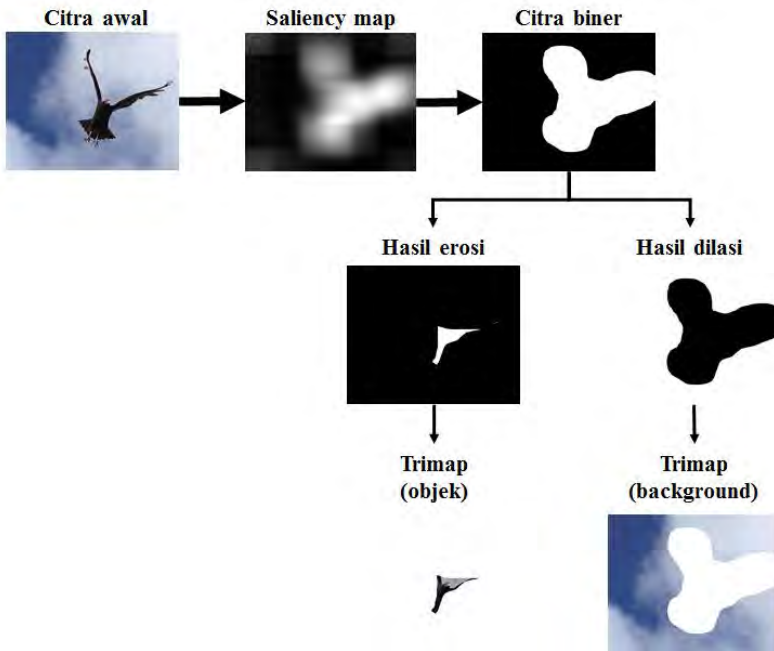 Citra awal
Saliency map
Citra biner
Hasil erosi
Hasil dilasi
Trimap
(objek)
Trimap
(background)